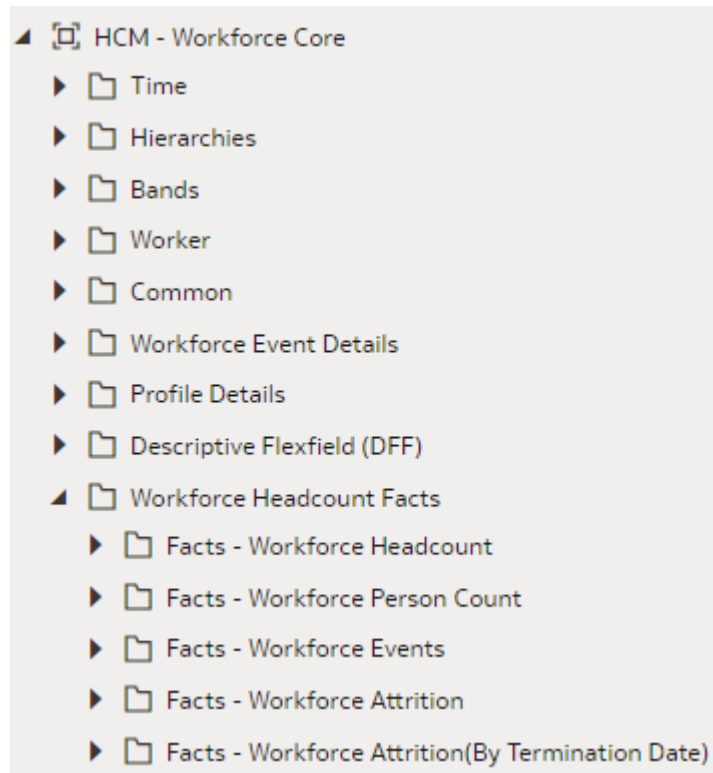 HCM - Workforce Core
Time
Hierarchies
Bands
Worker
Common
Workforce Event Details
Profile Details
Descriptive Flexfield (DFF)
Workforce Headcount Facts
Facts - Workforce Headcount
Facts - Workforce Person Count
Facts - Workforce Events
Facts - Workforce Attrition
Facts - Workforce Attrition(By Termination Date)